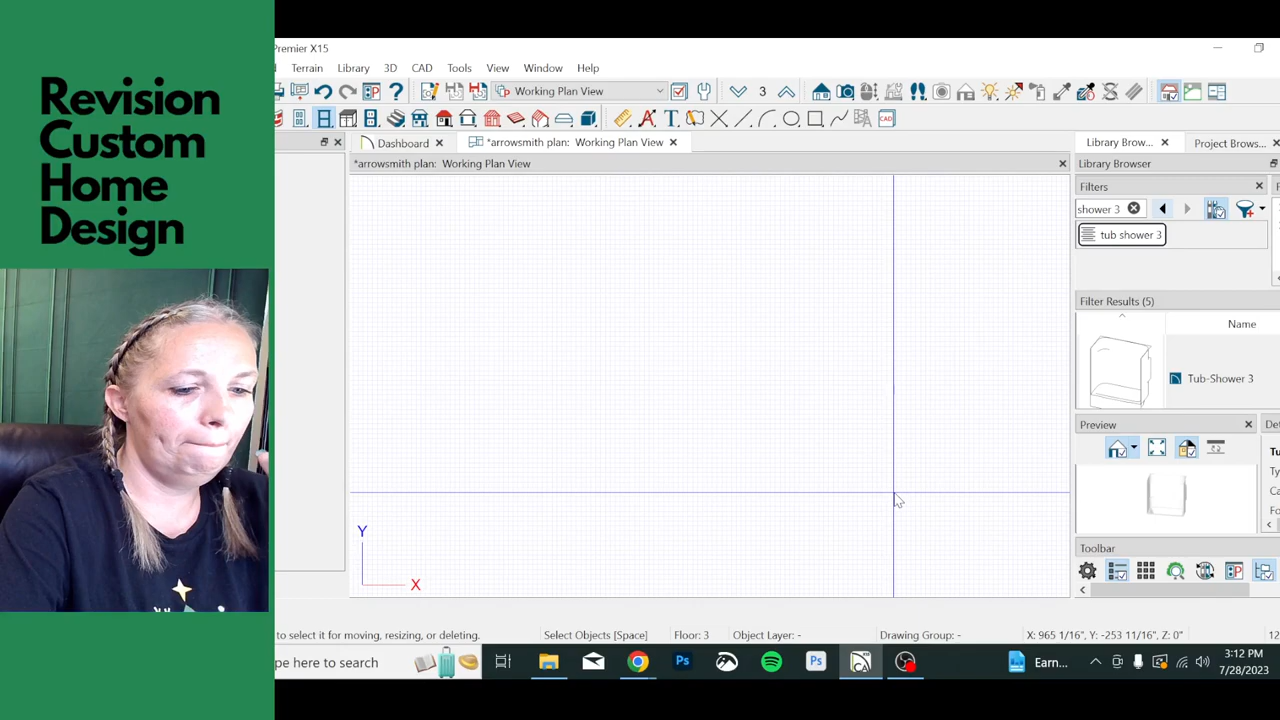 Revision
Custom
Home
Design
Premier X15
Terrain Library 3D CAD Tools View Window Help
Working Plan View
3
CAD
Dashboard
*arrowsmith plan: Working Plan View
Library Brow...
Project Brows...
*arrowsmith plan: Working Plan View
Library Browser
Filters
shower 3
tub shower 3
Filter Results (5)
Name
Tub-Shower 3
Preview
Y
X
Toolbar
to select it for moving, resizing, or deleting.
Select Objects [Space]
Floor: 3
Object Layer: -
Drawing Group: -
X: 965 1/16", Y: -253 11/16", Z: 0"
pe here to search
Ps
Ps
CA
Earn...
3:12 PM
7/28/2023